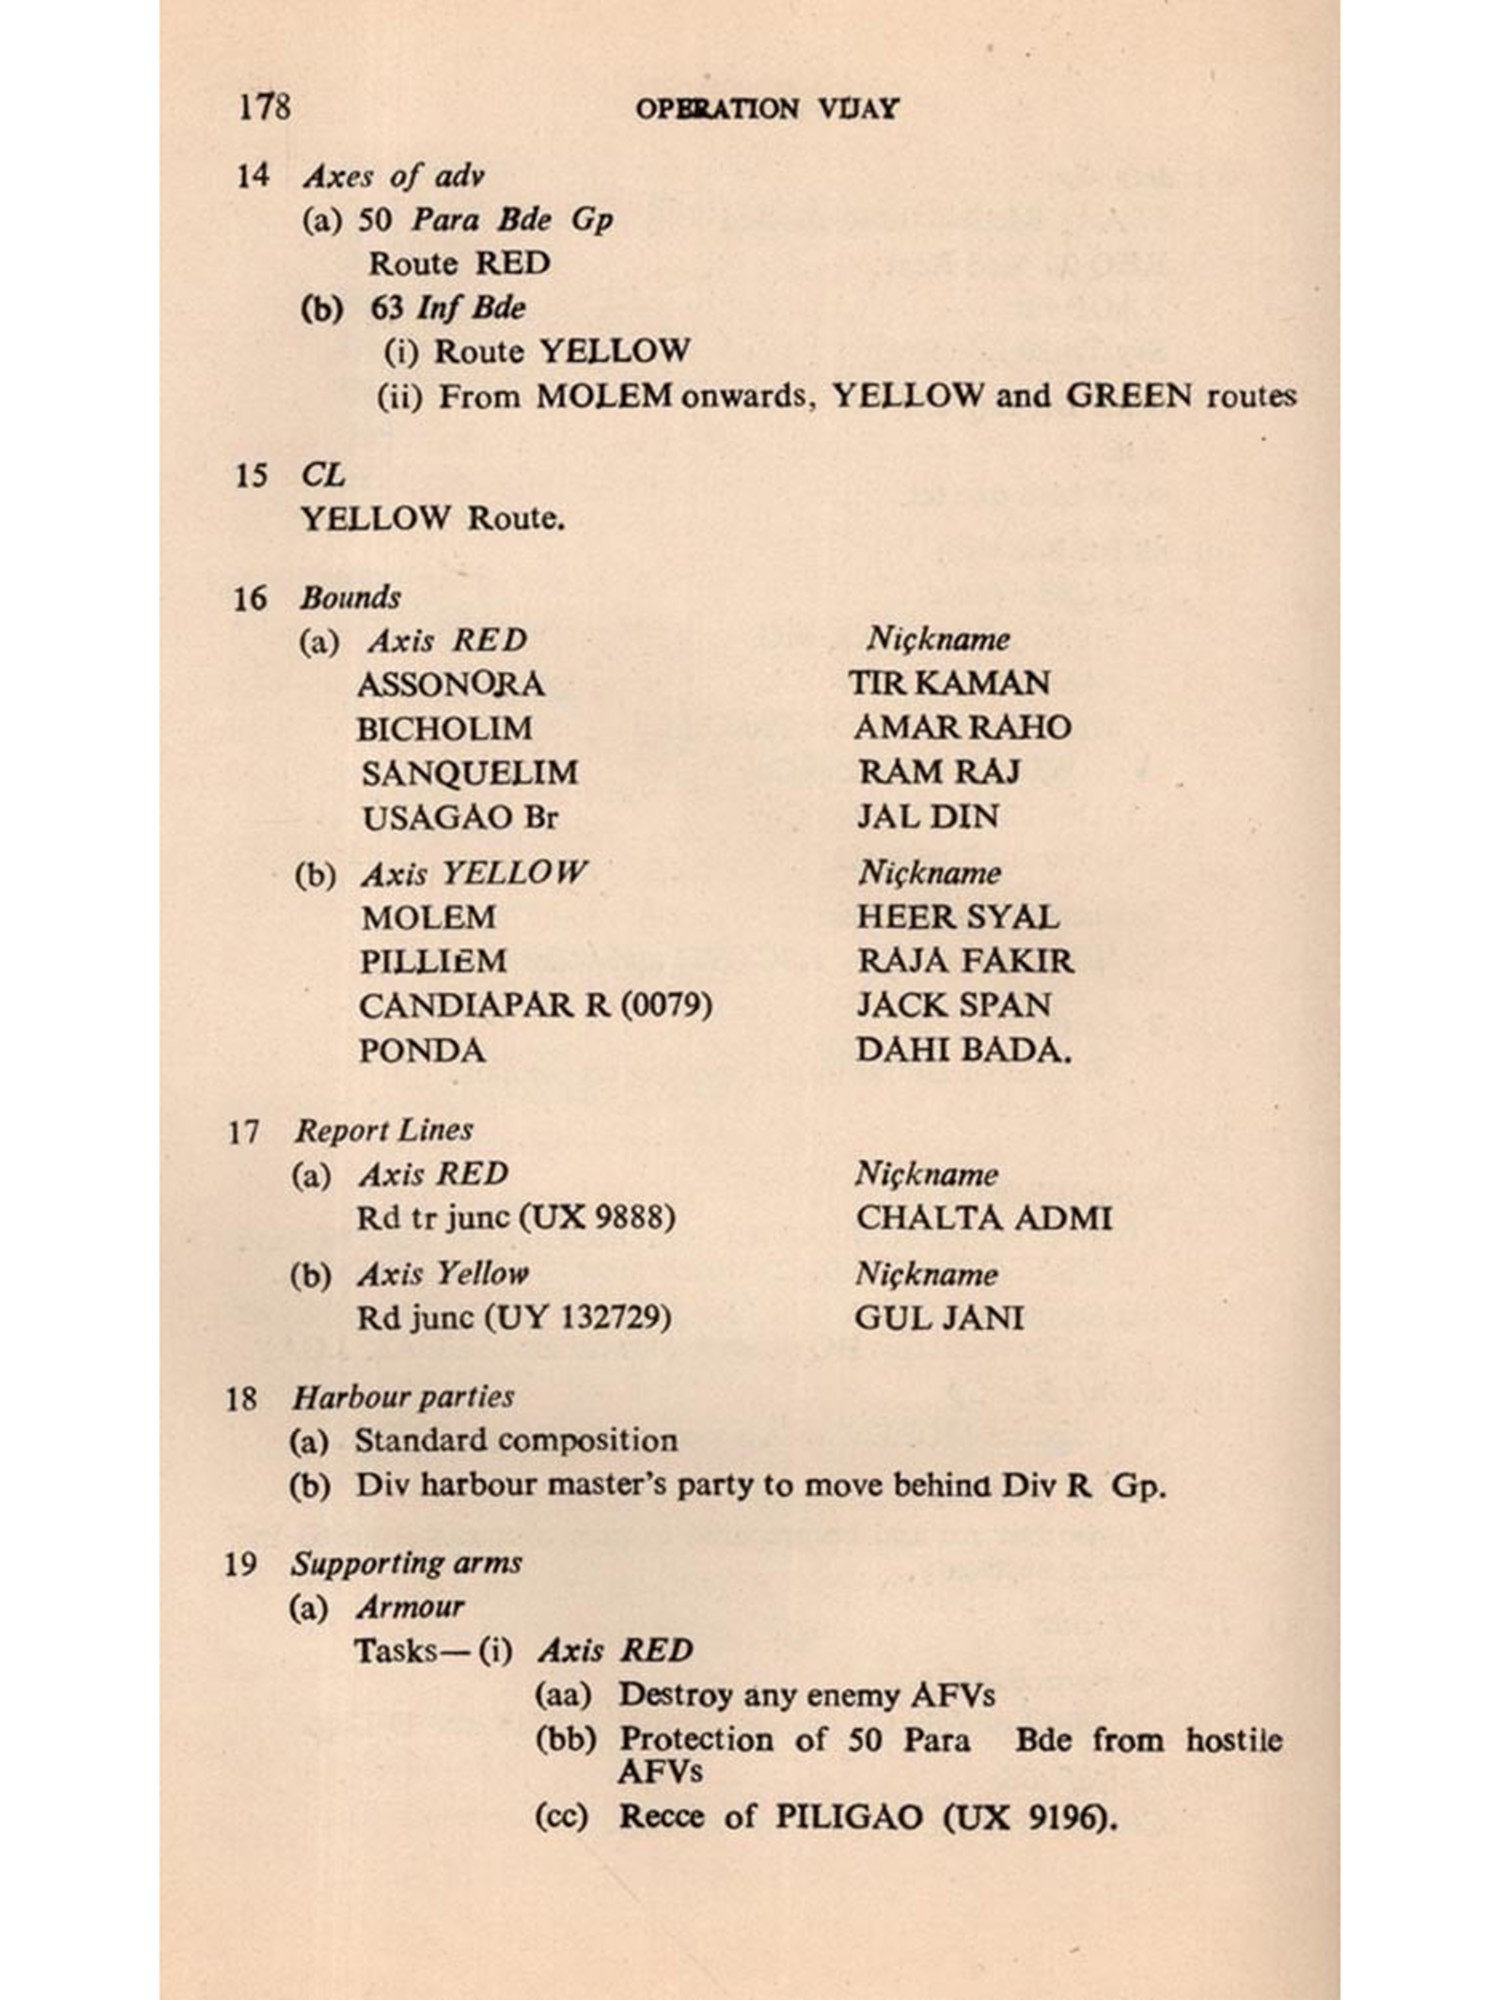 178 OPERATION VIJAY
14 Axes of adv
(a) 50 Para Bde Gp
Route RED
(b) 63 Inf Bde
(i) Route YELLOW
(ii) From MOLEM onwards, YELLOW and GREEN routes
15 CL
YELLOW Route.
16 Bounds
(a) Axis RED Niçkname
ASSONORA TIR KAMAN
BICHOLIM AMAR RAHO
SANQUELIM RAM RAJ
USAGAO Br JAL DIN
(b) Axis YELLOW Niçkname
MOLEM HEER SYAL
PILLIEM RAJA FAKIR
CANDIAPAR R (0079) JACK SPAN
PONDA DAHI BADA.
17 Report Lines
(a) Axis RED Niçkname
Rd tr junc (UX 9888) CHALTA ADMI
(b) Axis Yellow Niçkname
Rd junc (UY 132729) GUL JANI
18 Harbour parties
(a) Standard composition
(b) Div harbour master's party to move behind Div R Gp.
19 Supporting arms
(a) Armour
Tasks—(i) Axis RED
(aa) Destroy any enemy AFVs
(bb) Protection of 50 Para Bde from hostile
AFVs
(cc) Recce of PILIGAO (UX 9196).